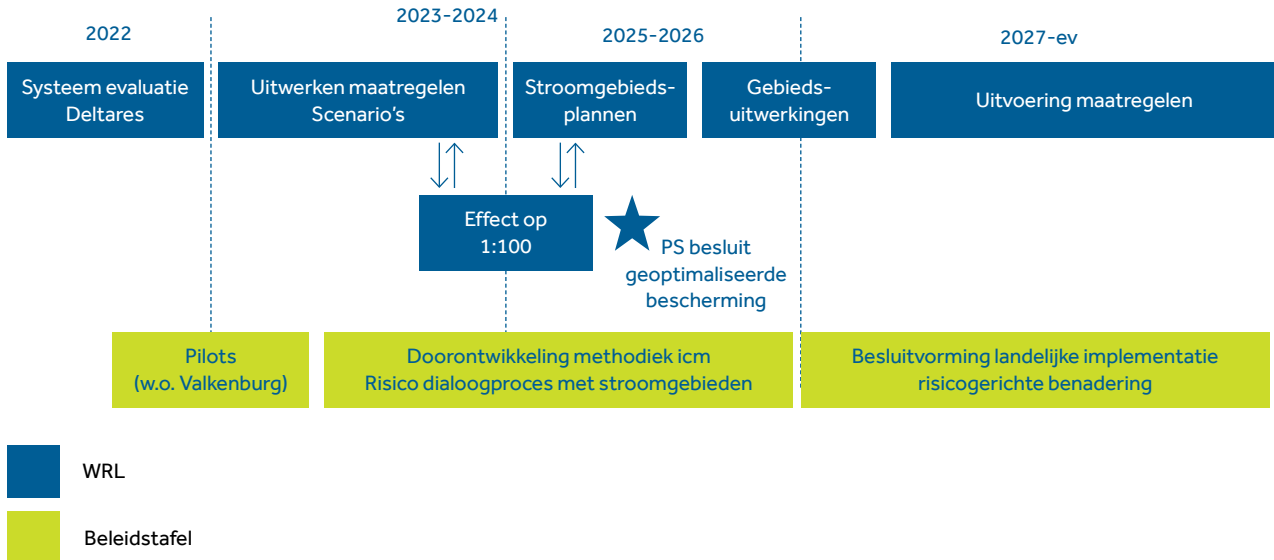 2022
2023-2024
2025-2026
2027-ev
Systeem evaluatie
Deltares
Uitwerken maatregelen
Scenario's
Stroomgebieds-
plannen
Gebieds-
uitwerkingen
Uitvoering maatregelen
Effect op
1:100
PS besluit
geoptimaliseerde
bescherming
Pilots
(w.o. Valkenburg)
Doorontwikkeling methodiek icm
Risico dialoogproces met stroomgebieden
Besluitvorming landelijke implementatie
risicogerichte benadering
WRL
Beleidstafel